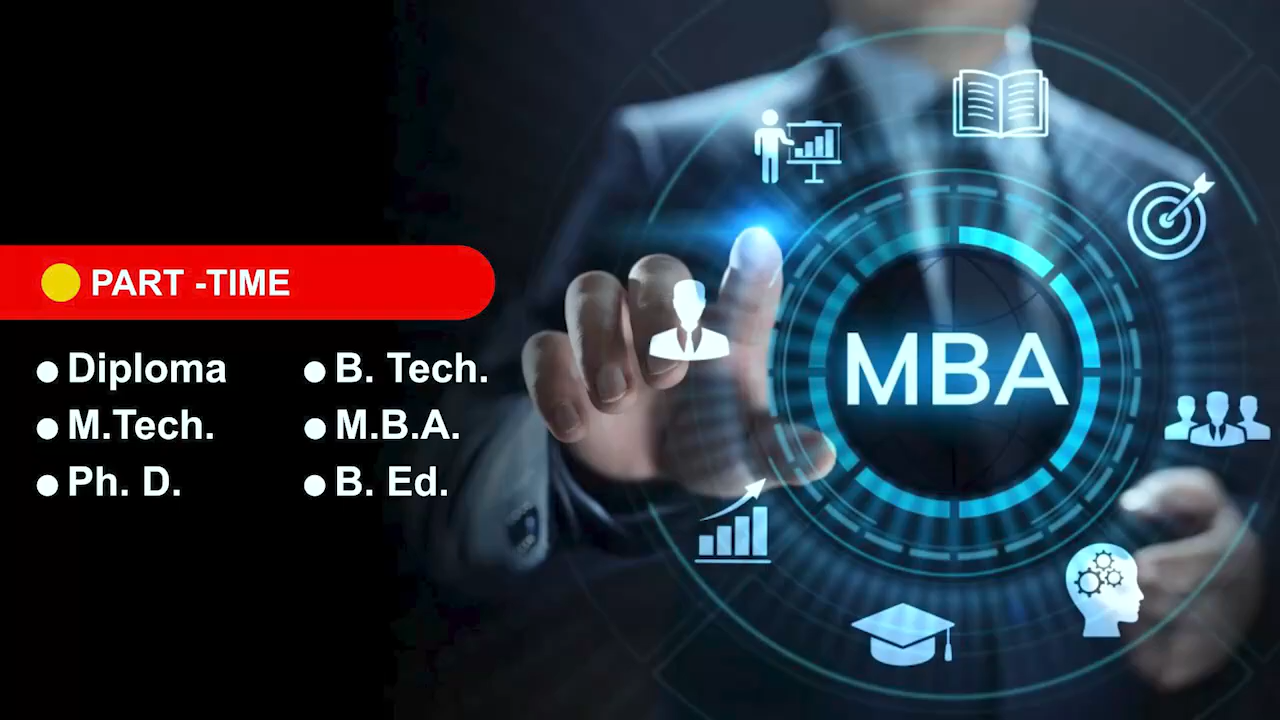 PART -TIME
Diploma
B. Tech.
M.Tech.
M.B.A.
Ph. D.
B. Ed.
MBA